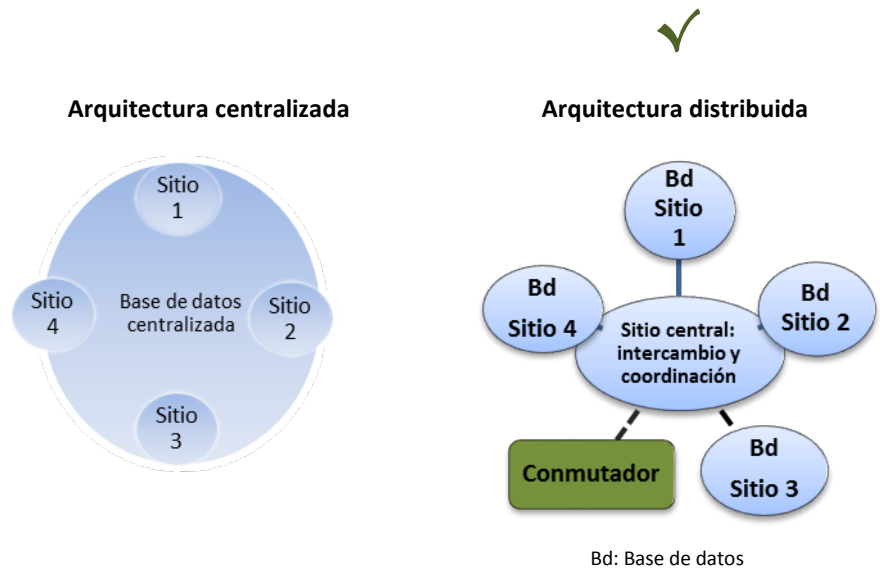 Arquitectura centralizada
Sitio
1
Sitio
4
Base de datos
centralizada
Sitio
2
Sitio
3
Arquitectura distribuida
Bd
Sitio
1
Bd
Sitio 4
Sitio central:
intercambio y
coordinación
Bd
Sitio 2
Conmutador
Bd
Sitio 3
Bd: Base de datos